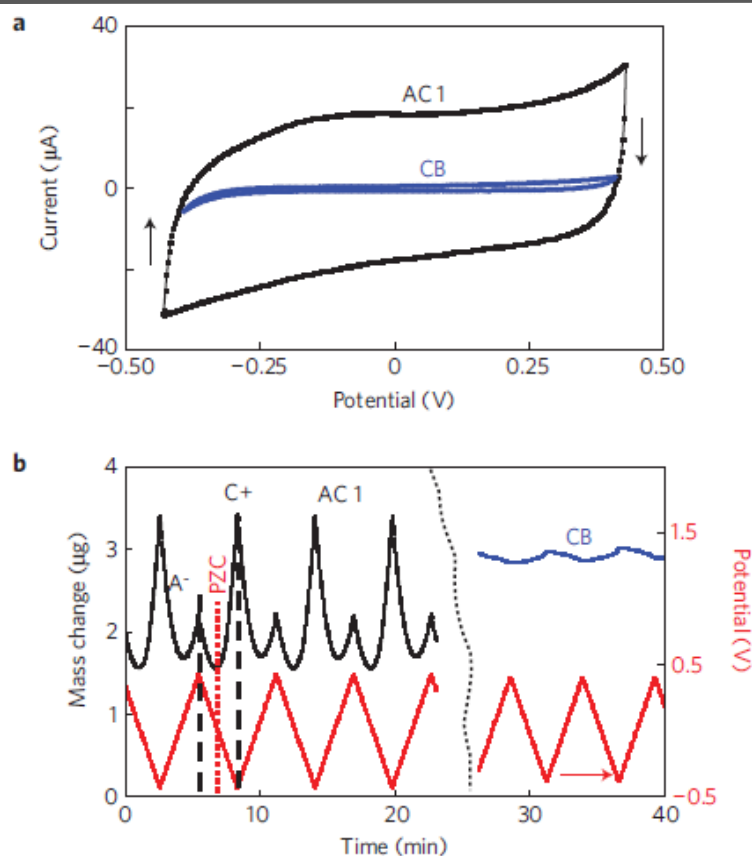 a
40
AC 1
CB
0
−40
Current (μA)
−0.50
−0.25
0
0.25
0.50
Potential (V)
b
4
3
2
1
0
Mass change (μg)
C+
AC 1
A-
PZC
CB
1.5
0.5
−0.5
Potential (V)
0
10
20
30
40
Time (min)